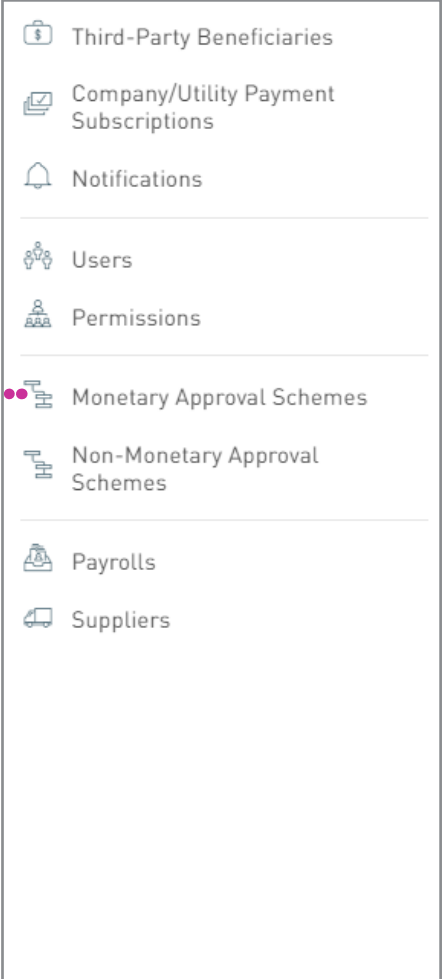 Third-Party Beneficiaries
Company/Utility Payment
Subscriptions
Notifications
Users
Permissions
Monetary Approval Schemes
Non-Monetary Approval
Schemes
Payrolls
Suppliers